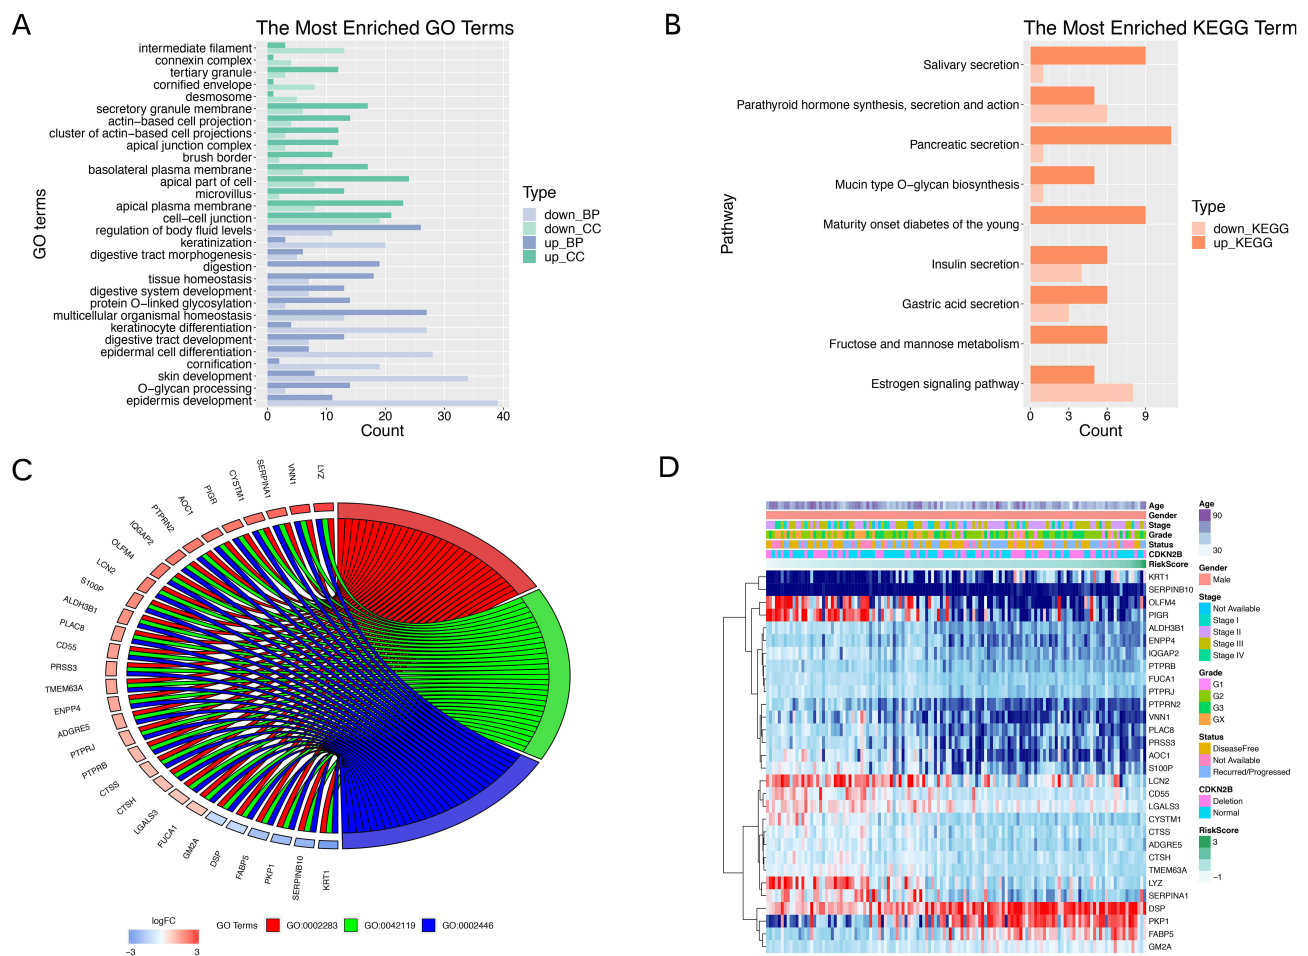 A
The Most Enriched GO Terms
GO terms
intermediate filament
connexin complex
tertiary granule
cornified envelope
desmosome
secretory granule membrane
actin−based cell projection
cluster of actin−based cell projections
apical junction complex
brush border
basolateral plasma membrane
apical part of cell
microvillus
apical plasma membrane
cell−cell junction
regulation of body fluid levels
keratinization
digestive tract morphogenesis
digestion
tissue homeostasis
digestive system development
protein O−linked glycosylation
multicellular organismal homeostasis
keratinocyte differentiation
digestive tract development
epidermal cell differentiation
cornification
skin development
O−glycan processing
epidermis development
0 10 20 30 40
Count
Type
down_BP
down_CC
up_BP
up_CC
B
The Most Enriched KEGG Term
Pathway
Salivary secretion
Parathyroid hormone synthesis, secretion and action
Pancreatic secretion
Mucin type O−glycan biosynthesis
Maturity onset diabetes of the young
Insulin secretion
Gastric acid secretion
Fructose and mannose metabolism
Estrogen signaling pathway
0 3 6 9
Count
Type
down_KEGG
up_KEGG
C
LYZ
VNN1
SERPINA1
CYSTM1
PIGR
AOC1
PTPRN2
IQGAP2
OLFM4
LCN2
S100P
ALDH3B1
PLAC8
CD55
PRSS3
TMEM63A
ENPP4
ADGRE5
PTPRJ
PTPRB
CTSS
CTSH
LGALS3
FUCA1
GM2A
DSP
FABP5
PKP1
SERPINB10
KRT1
logFC
−3 3
GO Terms GO:0002283 GO:0042119 GO:0002446
D
Age
Gender
Stage
Grade
Status
CDKN2B
RiskScore
KRT1
SERPINB10
OLFM4
PIGR
ALDH3B1
ENPP4
IQGAP2
PTPRB
FUCA1
PTPRJ
PTPRN2
VNN1
PLAC8
PRSS3
AOC1
S100P
LCN2
CD55
LGALS3
CYSTM1
CTSS
ADGRE5
CTSH
TMEM63A
LYZ
SERPINA1
DSP
PKP1
FABP5
GM2A
Age
90
30
Gender
Male
Stage
Not Available
Stage I
Stage II
Stage III
Stage IV
Grade
G1
G2
G3
GX
Status
DiseaseFree
Not Available
Recurred/Progressed
CDKN2B
Deletion
Normal
RiskScore
3
−1